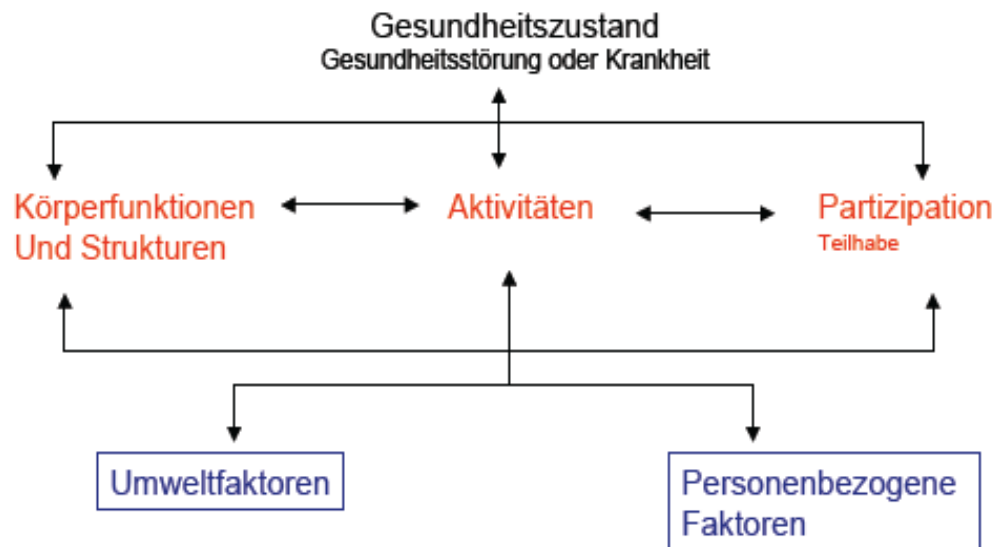 Gesundheitszustand
Gesundheitsstörung oder Krankheit
Körperfunktionen
Und Strukturen
Aktivitäten
Partizipation
Teilhabe
Umweltfaktoren
Personenbezogene
Faktoren